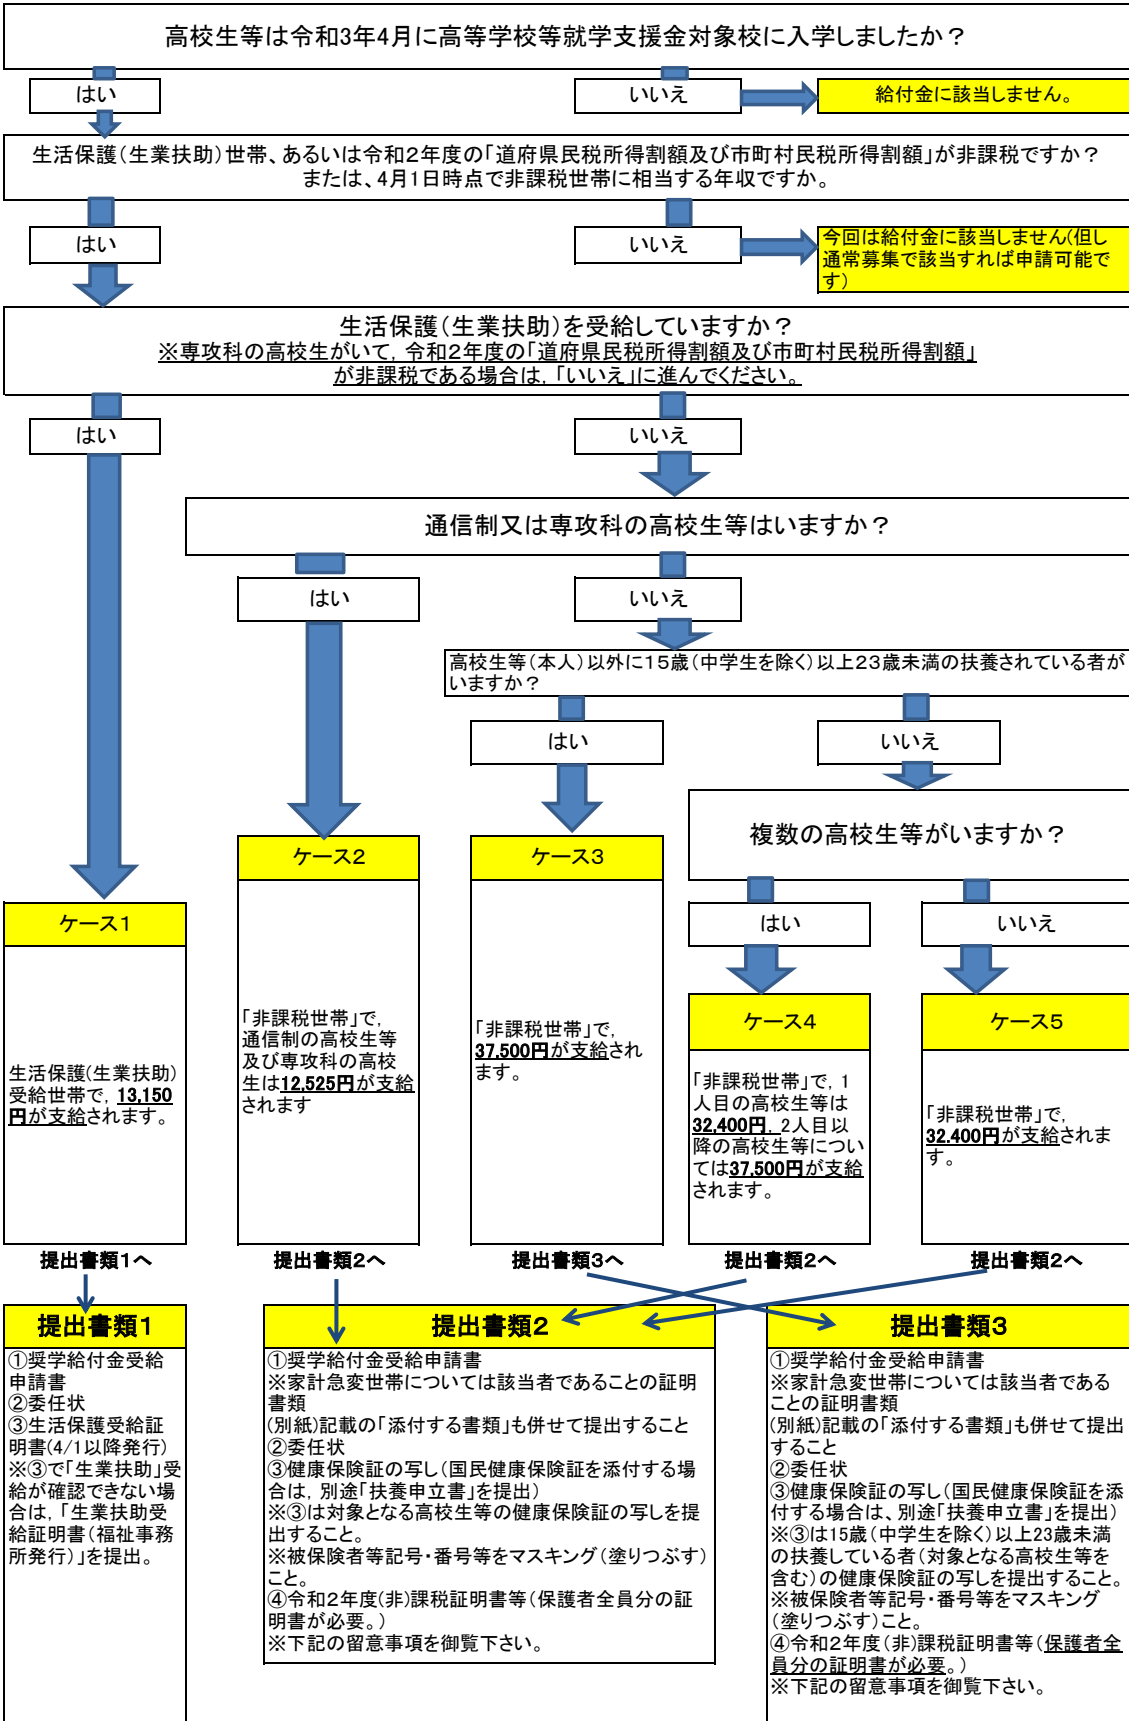 高校生等は令和3年4月に高等学校等就学支援金対象校に入学しましたか？
はい
いいえ
給付金に該当しません。
生活保護（生業扶助）世帯、あるいは令和２年度の「道府県民税所得割額及び市町村民税所得割額」が非課税ですか？
または、4月1日時点で非課税世帯に相当する年収ですか。
はい
いいえ
今回は給付金に該当しません(但し
通常募集で該当すれば申請可能で
す）
生活保護（生業扶助）を受給していますか？
※専攻科の高校生がいて，令和２年度の「道府県民税所得割額及び市町村民税所得割額」
が非課税である場合は，「いいえ」に進んでください。
はい
いいえ
通信制又は専攻科の高校生等はいますか？
はい
いいえ
高校生等（本人）以外に１５歳（中学生を除く）以上２３歳未満の扶養されている者が
いますか？
はい
いいえ
複数の高校生等がいますか？
はい
いいえ
ケース１
生活保護(生業扶助)
受給世帯で，13,150
円が支給されます。
ケース２
「非課税世帯」で，
通信制の高校生等
及び専攻科の高校
生は12,525円が支給
されます
ケース３
「非課税世帯」で，
37,500円が支給され
ます。
ケース４
「非課税世帯」で，１
人目の高校生等は
32,400円，２人目以
降の高校生等につい
ては37,500円が支給
されます。
ケース５
「非課税世帯」で，
32.400円が支給されま
す。
提出書類１へ
提出書類２へ
提出書類３へ
提出書類２へ
提出書類２へ
提出書類１
①奨学給付金受給
申請書
②委任状
③生活保護受給証
明書(4/1以降発行)
※③で「生業扶助」受
給が確認できない場
合は，「生業扶助受
給証明書（福祉事務
所発行）」を提出。
提出書類２
①奨学給付金受給申請書
※家計急変世帯については該当者であることの証明
書類
(別紙)記載の「添付する書類」も併せて提出すること
②委任状
③健康保険証の写し（国民健康保険証を添付する場
合は，別途「扶養申立書」を提出）
※③は対象となる高校生等の健康保険証の写しを提
出すること。
※被保険者等記号・番号等をマスキング（塗りつぶす）
こと。
④令和２年度(非)課税証明書等（保護者全員分の証
明書が必要。）
※下記の留意事項を御覧下さい。
提出書類３
①奨学給付金受給申請書
※家計急変世帯については該当者である
ことの証明書類
(別紙)記載の「添付する書類」も併せて提出
すること
②委任状
③健康保険証の写し（国民健康保険証を添
付する場合は、別途「扶養申立書」を提出）
※③は15歳（中学生を除く）以上２３歳未満
の扶養している者（対象となる高校生等を
含む）の健康保険証の写しを提出すること。
※被保険者等記号・番号等をマスキング
（塗りつぶす）こと。
④令和２年度(非)課税証明書等（保護者全
員分の証明書が必要。）
※下記の留意事項を御覧下さい。